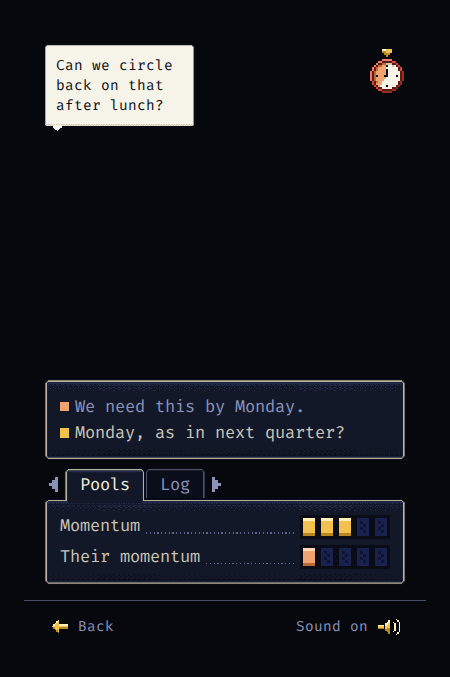 Can we circle
back on that
after lunch?
We need this by Monday.
Monday, as in next quarter?
Pools
Log
Momentum
Their momentum
Back
Sound on